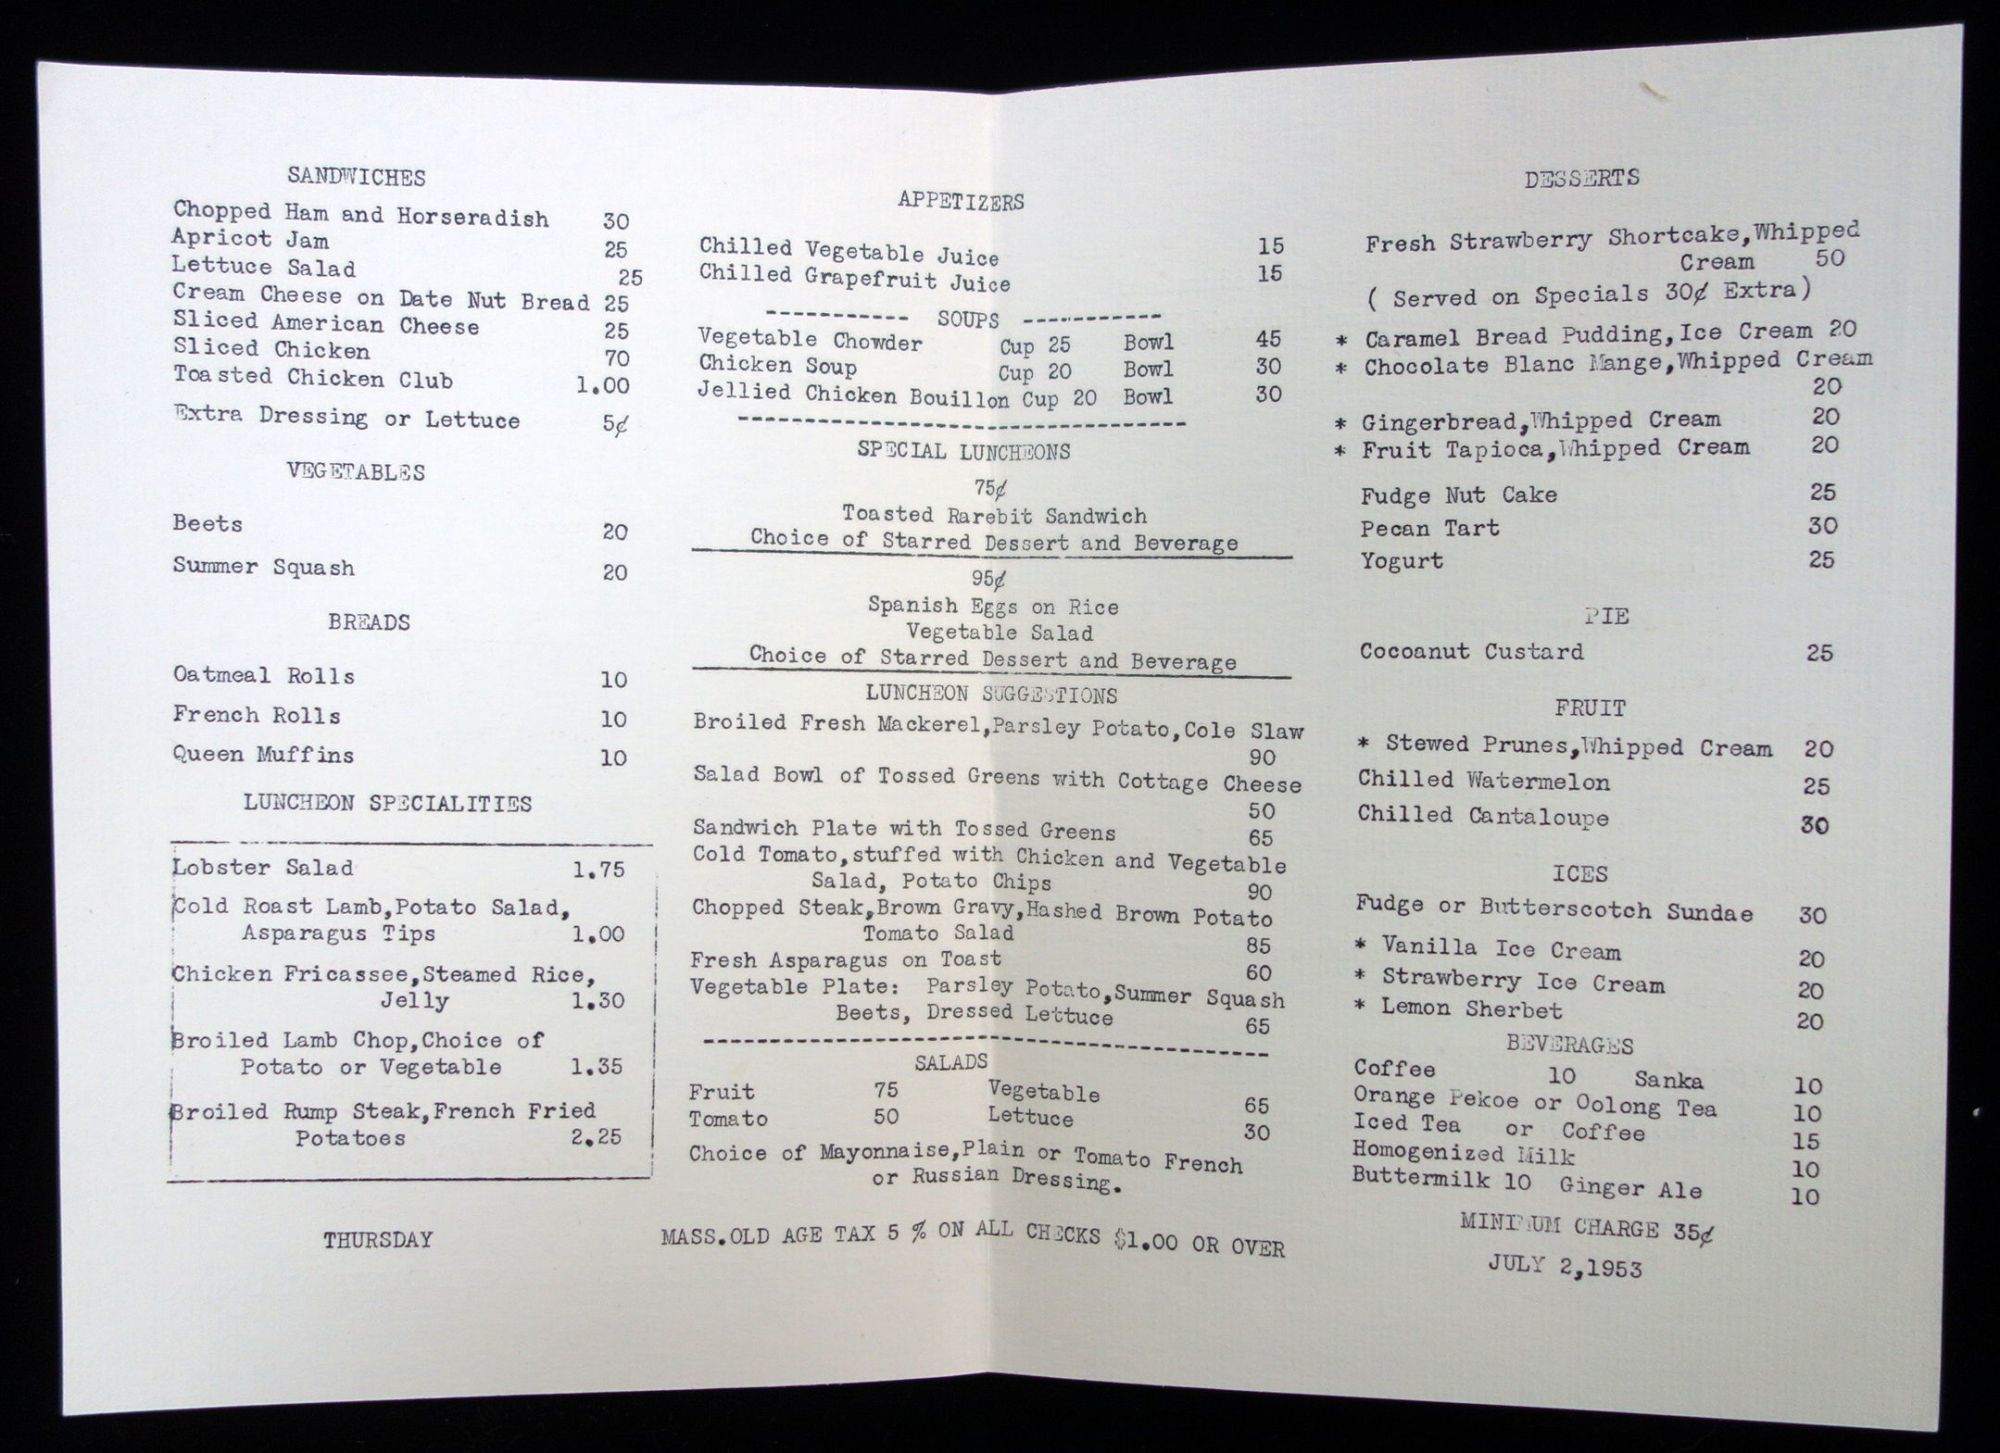 SANDWICHES
Chopped Ham and Horseradish 30
Apricot Jam 25
Lettuce Salad 25
Cream Cheese on Date Nut Bread 25
Sliced American Cheese 25
Sliced Chicken 70
Toasted Chicken Club 1.00
Extra Dressing or Lettuce 5¢
VEGETABLES
Beets 20
Summer Squash 20
BREADS
Oatmeal Rolls 10
French Rolls 10
Queen Muffins 10
LUNCHEON SPECIALITIES
Lobster Salad 1.75
Cold Roast Lamb,Potato Salad,
Asparagus Tips 1.00
Chicken Fricassee,Steamed Rice,
Jelly 1.30
Broiled Lamb Chop,Choice of
Potato or Vegetable 1.35
Broiled Rump Steak,French Fried
Potatoes 2.25
THURSDAY
APPETIZERS
Chilled Vegetable Juice 15
Chilled Grapefruit Juice 15
----------- SOUPS -----------
Vegetable Chowder Cup 25 Bowl 45
Chicken Soup Cup 20 Bowl 30
Jellied Chicken Bouillon Cup 20 Bowl 30
SPECIAL LUNCHEONS
75¢
Toasted Rarebit Sandwich
Choice of Starred Dessert and Beverage
95¢
Spanish Eggs on Rice
Vegetable Salad
Choice of Starred Dessert and Beverage
LUNCHEON SUGGESTIONS
Broiled Fresh Mackerel,Parsley Potato,Cole Slaw
90
Salad Bowl of Tossed Greens with Cottage Cheese
50
Sandwich Plate with Tossed Greens 65
Cold Tomato,stuffed with Chicken and Vegetable
Salad, Potato Chips 90
Chopped Steak,Brown Gravy,Hashed Brown Potato
Tomato Salad 85
Fresh Asparagus on Toast 60
Vegetable Plate: Parsley Potato,Summer Squash
Beets, Dressed Lettuce 65
SALADS
Fruit 75 Vegetable 65
Tomato 50 Lettuce 30
Choice of Mayonnaise,Plain or Tomato French
or Russian Dressing.
MASS.OLD AGE TAX 5 % ON ALL CHECKS $1.00 OR OVER
DESSERTS
Fresh Strawberry Shortcake,Whipped
Cream 50
( Served on Specials 30¢ Extra)
* Caramel Bread Pudding,Ice Cream 20
* Chocolate Blanc Mange,Whipped Cream
20
* Gingerbread,Whipped Cream 20
* Fruit Tapioca,Whipped Cream 20
Fudge Nut Cake 25
Pecan Tart 30
Yogurt 25
PIE
Cocoanut Custard 25
FRUIT
* Stewed Prunes,Whipped Cream 20
Chilled Watermelon 25
Chilled Cantaloupe 30
ICES
Fudge or Butterscotch Sundae 30
* Vanilla Ice Cream 20
* Strawberry Ice Cream 20
* Lemon Sherbet 20
BEVERAGES
Coffee 10 Sanka 10
Orange Pekoe or Oolong Tea 10
Iced Tea or Coffee 15
Homogenized Milk 10
Buttermilk 10 Ginger Ale 10
MINIMUM CHARGE 35¢
JULY 2,1953